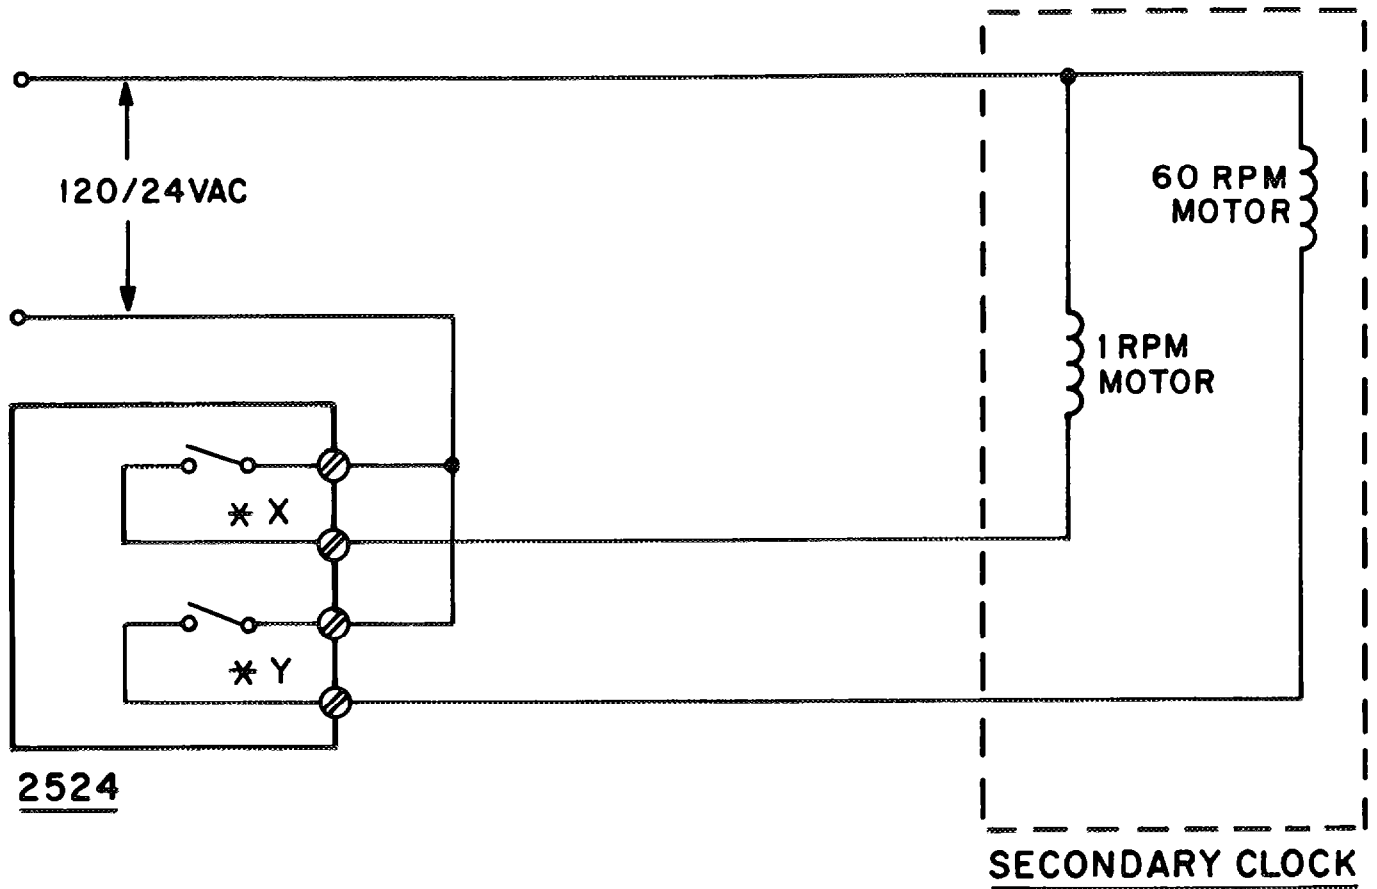 120/24VAC
60 RPM
MOTOR
1 RPM
MOTOR
* X
* Y
2524
SECONDARY CLOCK